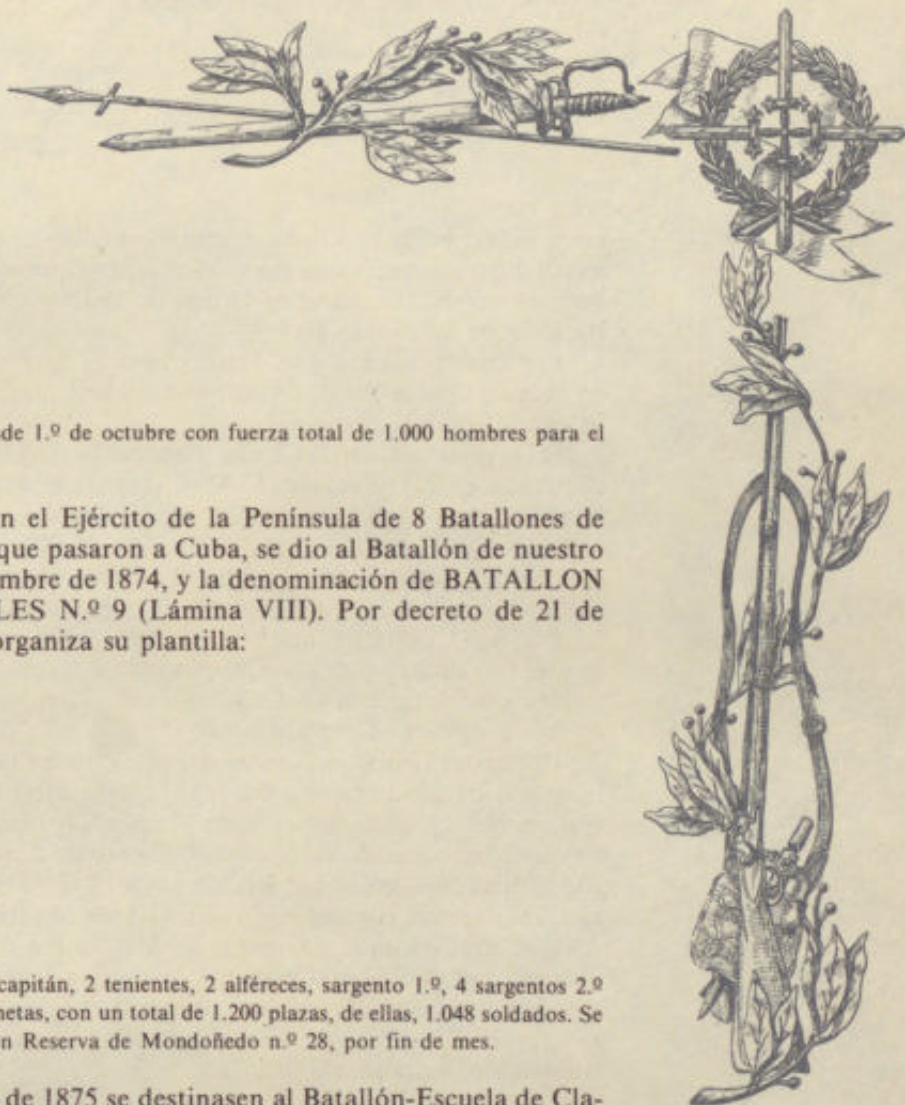 de 1.º de octubre con fuerza total de 1.000 hombres para el
n el Ejército de la Península de 8 Batallones de
que pasaron a Cuba, se dio al Batallón de nuestro
mbre de 1874, y la denominación de BATALLON
LES N.º 9 (Lámina VIII). Por decreto de 21 de
organiza su plantilla:
capitán, 2 tenientes, 2 alféreces, sargento 1.º, 4 sargentos 2.º
netas, con un total de 1.200 plazas, de ellas, 1.048 soldados. Se
n Reserva de Mondoñedo n.º 28, por fin de mes.
de 1875 se destinasen al Batallón-Escuela de Cla-